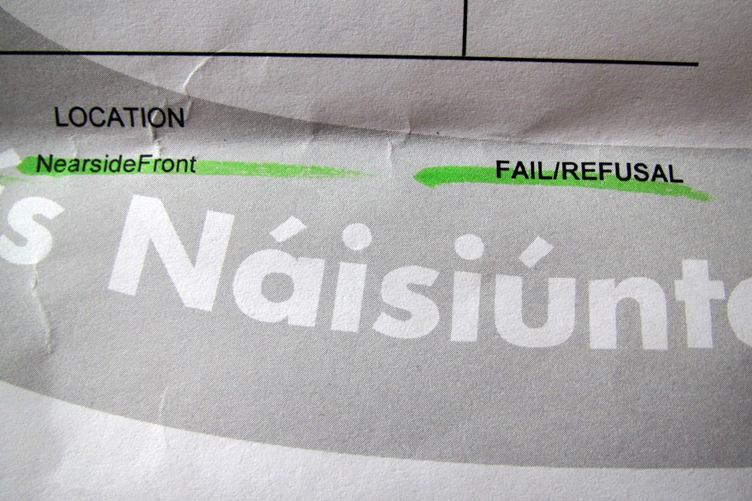 LOCATION
NearsideFront
FAIL/REFUSAL
Náisiúnt